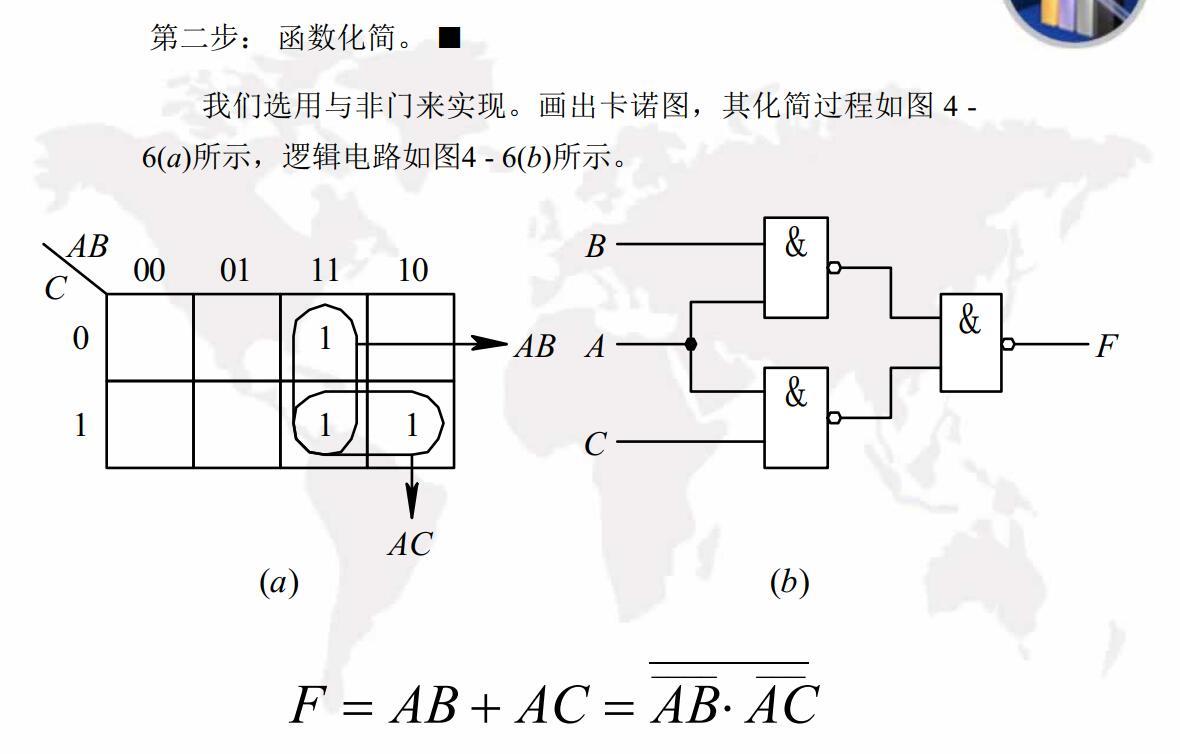 第二步： 函数化简。 ■
我们选用与非门来实现。画出卡诺图，其化简过程如图 4 -
6(a)所示，逻辑电路如图4 - 6(b)所示。
AB
C
00 01 11 10
0 1
1 1 1
AB
AC
(a)
B
A
C
&
&
&
F
(b)
F = AB + AC = \overline{\overline{AB} · \overline{AC}}